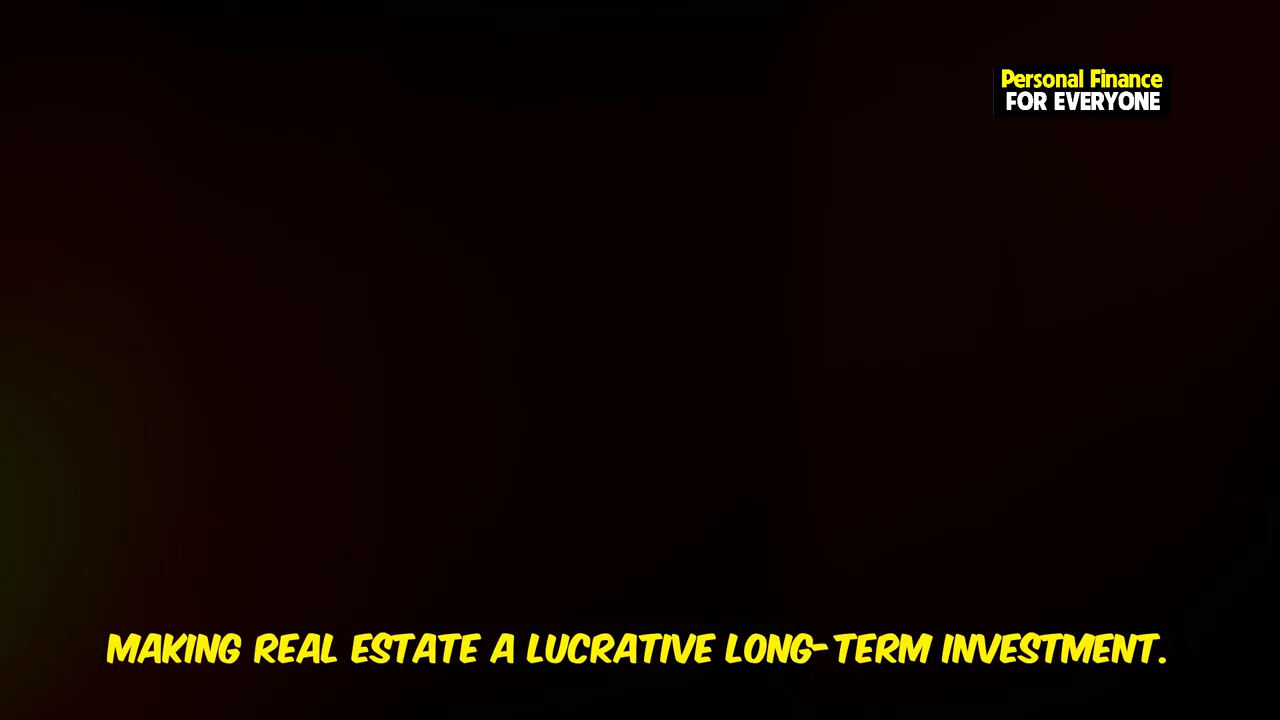 Personal Finance
FOR EVERYONE
MAKING REAL ESTATE A LUCRATIVE LONG-TERM INVESTMENT.